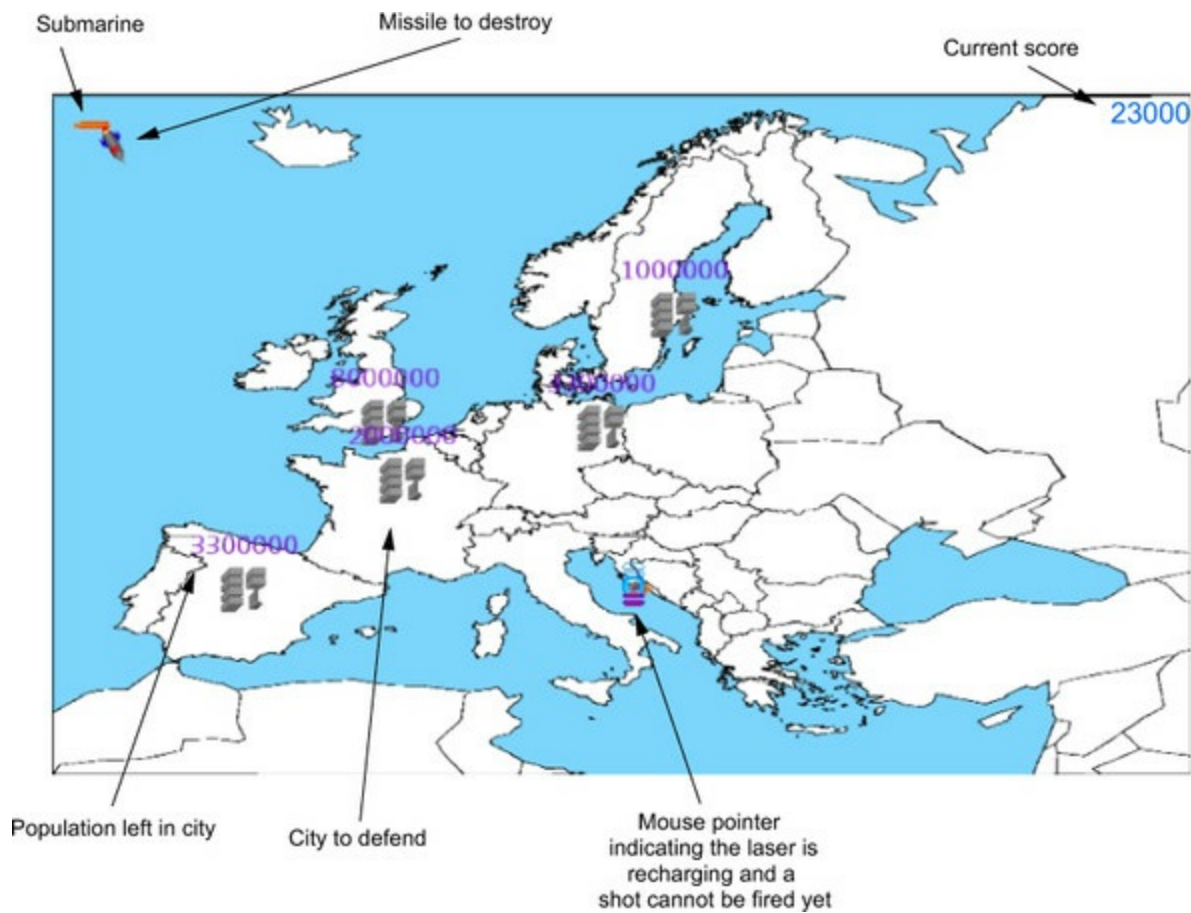 Submarine
Missile to destroy
Current score
23000
1000000
8000000
2000000
3300000
Population left in city
City to defend
Mouse pointer
indicating the laser is
recharging and a
shot cannot be fired yet